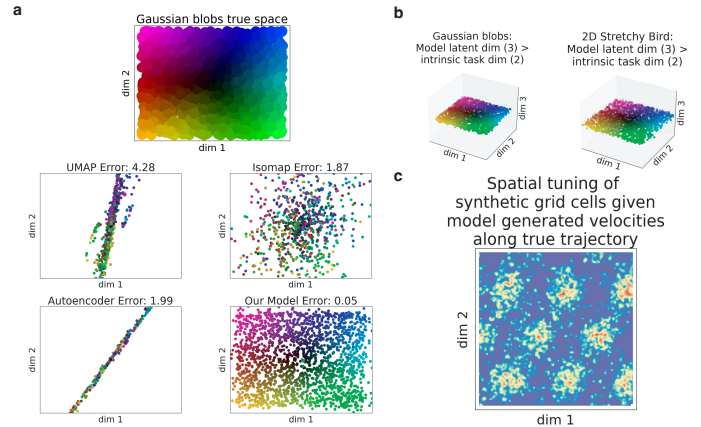 a
Gaussian blobs true space
dim 2
dim 1
UMAP Error: 4.28
dim 2
dim 1
Isomap Error: 1.87
dim 2
dim 1
Autoencoder Error: 1.99
dim 2
dim 1
Our Model Error: 0.05
dim 2
dim 1
b
Gaussian blobs:
Model latent dim (3) >
intrinsic task dim (2)
dim 3
dim 2
dim 1
2D Stretchy Bird:
Model latent dim (3) >
intrinsic task dim (2)
dim 3
dim 2
dim 1
c
Spatial tuning of
synthetic grid cells given
model generated velocities
along true trajectory
dim 2
dim 1